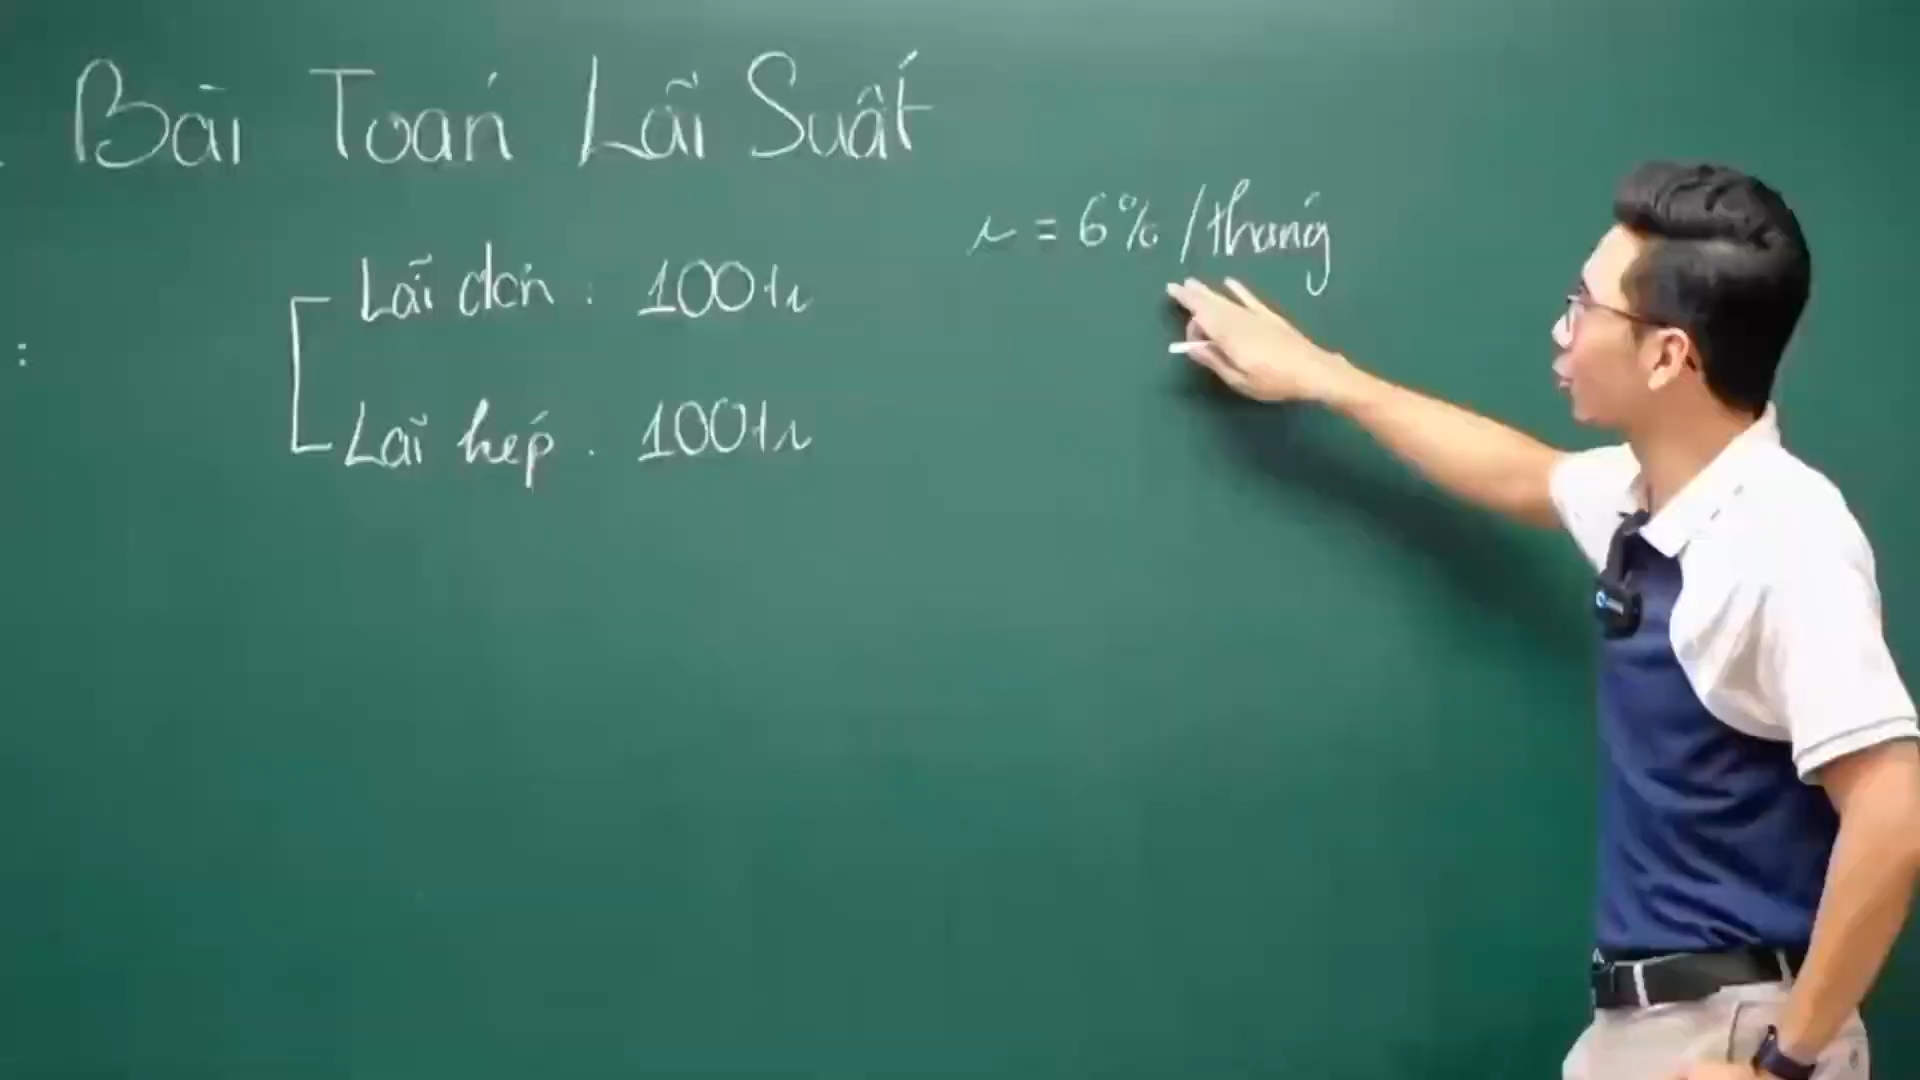 Bài Toán Lãi Suất
r = 6% /tháng
Lãi đơn : 100tr
:
Lãi kép : 100tr